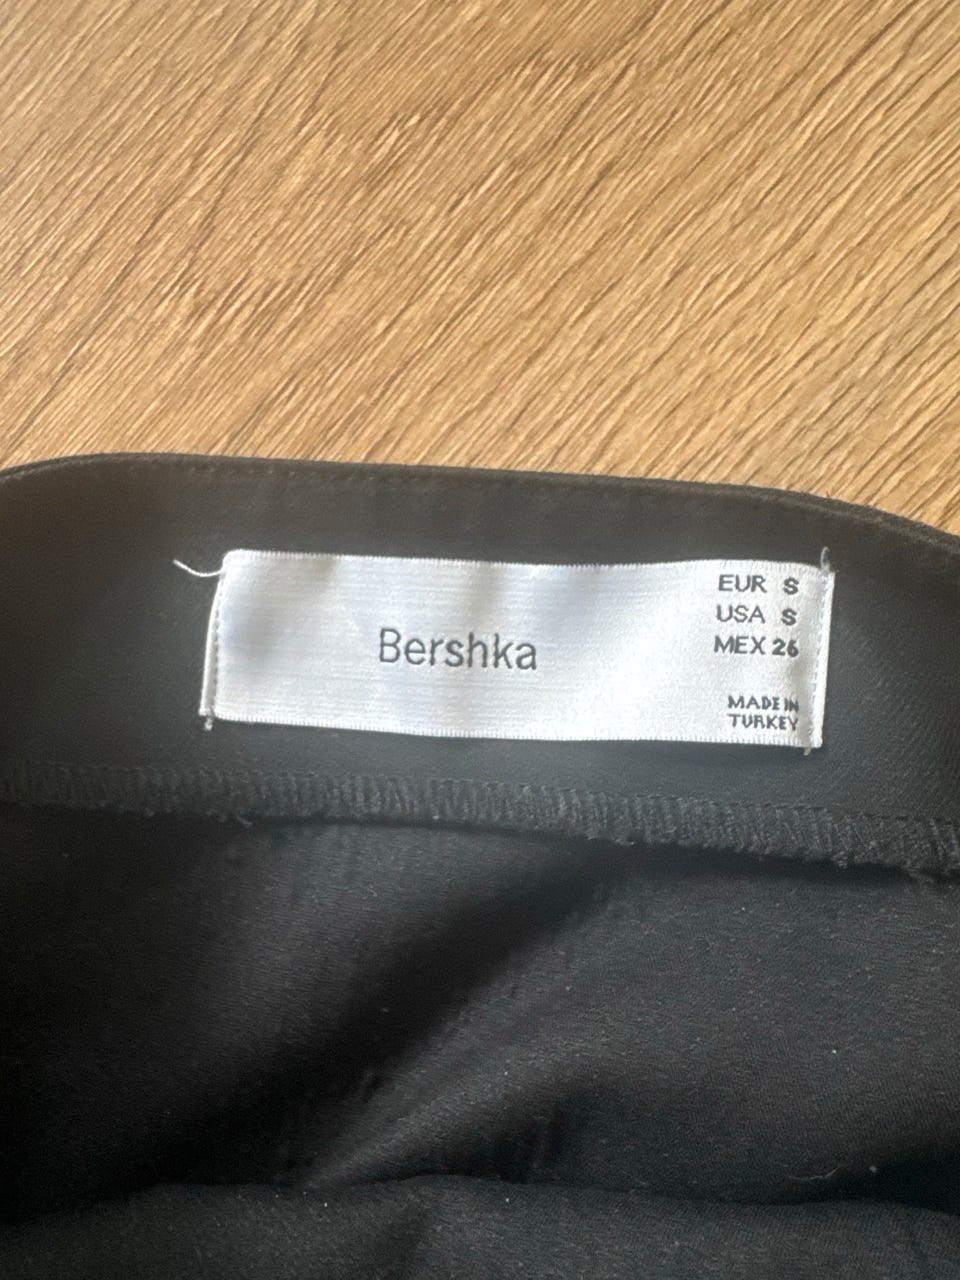 Bershka
EUR S
USA S
MEX 26
MADE IN
TURKEY